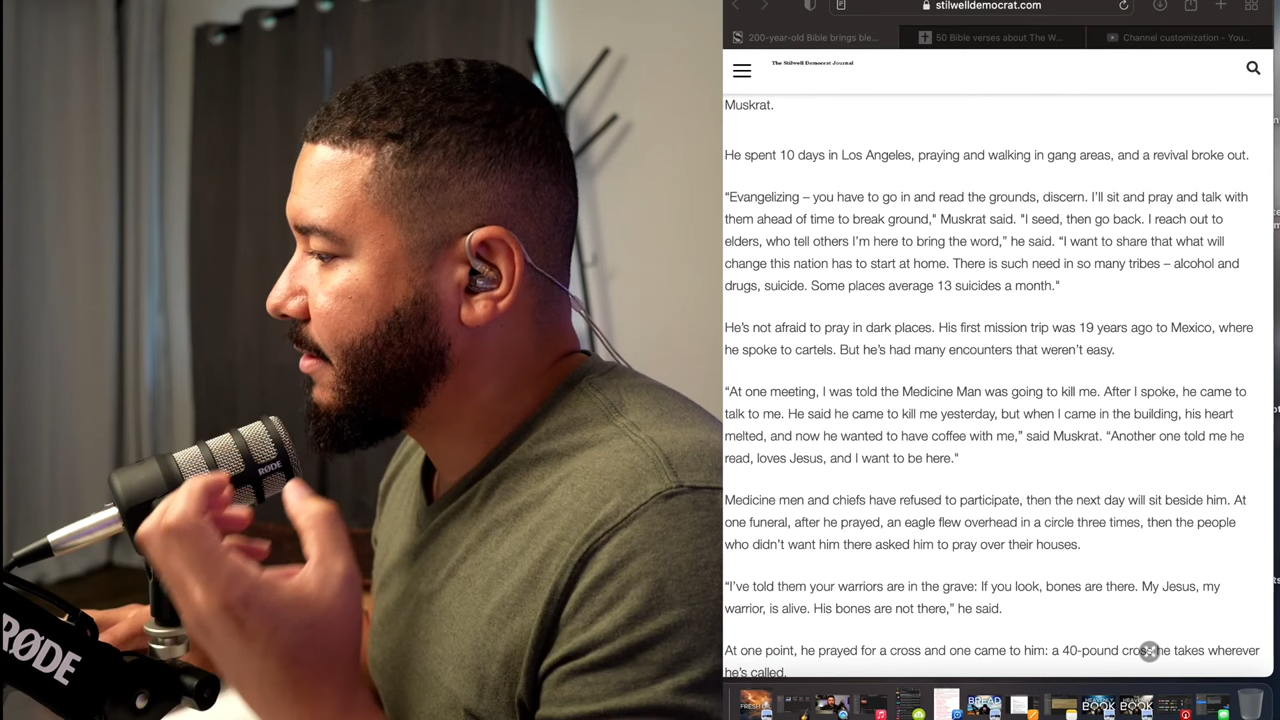 stilwelldemocrat.com
200-year-old Bible brings ble...
50 Bible verses about The W...
Channel customization - You...
The Stilwell Democrat Journal
Muskrat.
He spent 10 days in Los Angeles, praying and walking in gang areas, and a revival broke out.
“Evangelizing – you have to go in and read the grounds, discern. I’ll sit and pray and talk with
them ahead of time to break ground," Muskrat said. "I seed, then go back. I reach out to
elders, who tell others I’m here to bring the word,” he said. “I want to share that what will
change this nation has to start at home. There is such need in so many tribes – alcohol and
drugs, suicide. Some places average 13 suicides a month."
He’s not afraid to pray in dark places. His first mission trip was 19 years ago to Mexico, where
he spoke to cartels. But he’s had many encounters that weren’t easy.
“At one meeting, I was told the Medicine Man was going to kill me. After I spoke, he came to
talk to me. He said he came to kill me yesterday, but when I came in the building, his heart
melted, and now he wanted to have coffee with me,” said Muskrat. “Another one told me he
read, loves Jesus, and I want to be here."
Medicine men and chiefs have refused to participate, then the next day will sit beside him. At
one funeral, after he prayed, an eagle flew overhead in a circle three times, then the people
who didn’t want him there asked him to pray over their houses.
“I’ve told them your warriors are in the grave: If you look, bones are there. My Jesus, my
warrior, is alive. His bones are not there,” he said.
At one point, he prayed for a cross and one came to him: a 40-pound cross he takes wherever
he’s called.
RØDE
RØDE
FRESH
BREAD
BOOK
BOOK